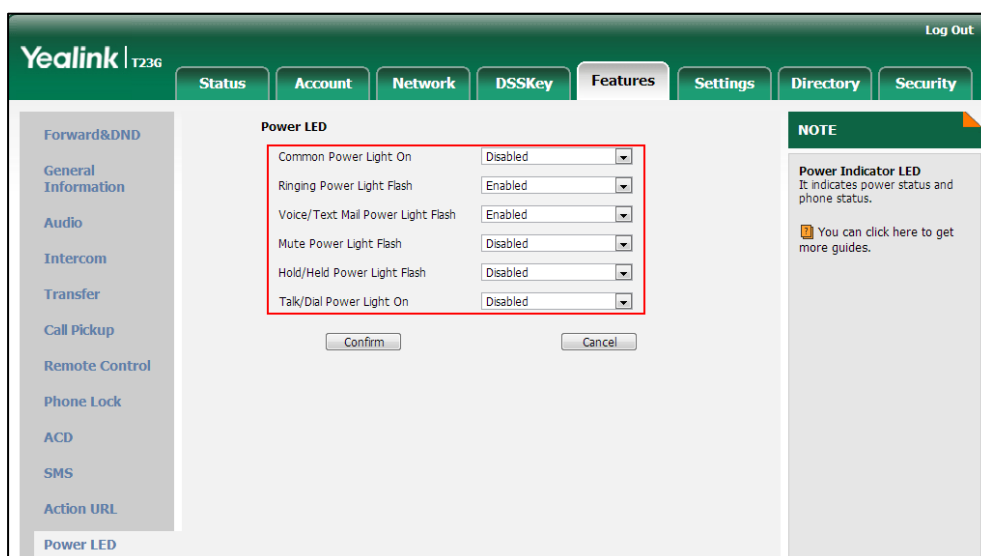 Log Out
Yealink T23G
Status Account Network DSSKey Features Settings Directory Security
Forward&DND
General
Information
Audio
Intercom
Transfer
Call Pickup
Remote Control
Phone Lock
ACD
SMS
Action URL
Power LED
Power LED
Common Power Light On Disabled
Ringing Power Light Flash Enabled
Voice/Text Mail Power Light Flash Enabled
Mute Power Light Flash Disabled
Hold/Held Power Light Flash Disabled
Talk/Dial Power Light On Disabled
Confirm Cancel
NOTE
Power Indicator LED
It indicates power status and
phone status.
? You can click here to get
more guides.